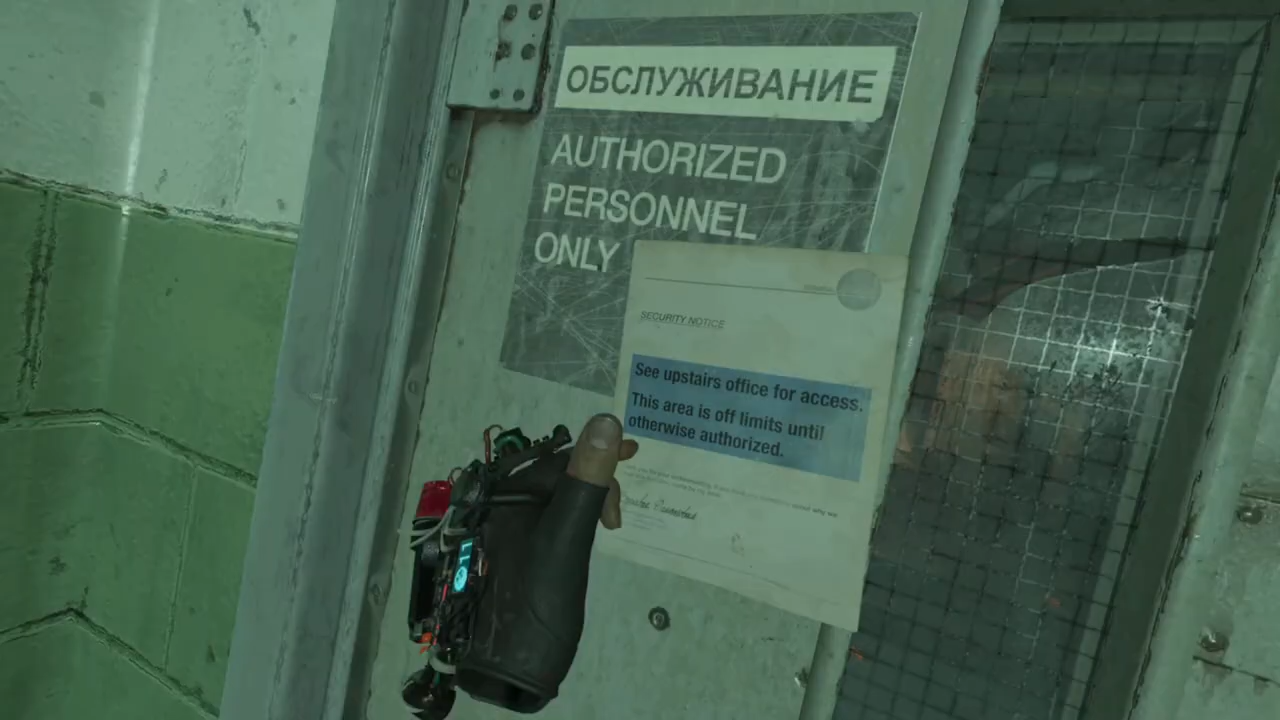 ОБСЛУЖИВАНИЕ
AUTHORIZED
PERSONNEL
ONLY
SECURITY NOTICE
See upstairs office for access.
This area is off limits until
otherwise authorized.